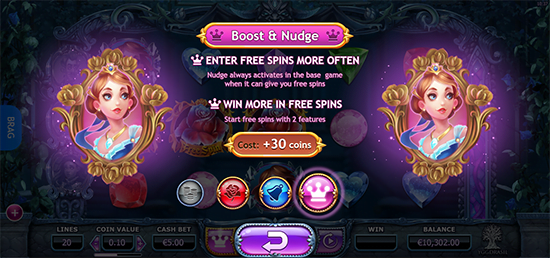 Boost & Nudge
ENTER FREE SPINS MORE OFTEN
Nudge always activates in the base game
when it can give you free spins
WIN MORE IN FREE SPINS
Start free spins with 2 features
Cost: +30 coins
BRAG
LINES
COIN VALUE
CASH BET
WIN
BALANCE
20
0.10
€5.00
€10,302.00
YGGDRASIL